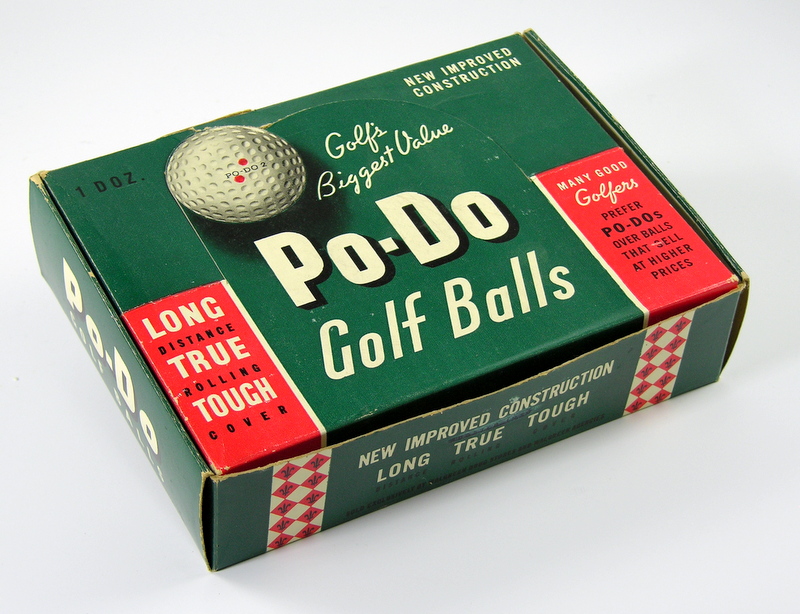 NEW IMPROVED
CONSTRUCTION
1 DOZ.
PO-DO 2
Golf's
Biggest Value
Po-Do
Golf Balls
MANY GOOD
Golfers
PREFER
PO-DOs
OVER BALLS
THAT SELL
AT HIGHER
PRICES
LONG
DISTANCE
TRUE
ROLLING
TOUGH
COVER
Po-Do
NEW IMPROVED CONSTRUCTION
LONG TRUE TOUGH